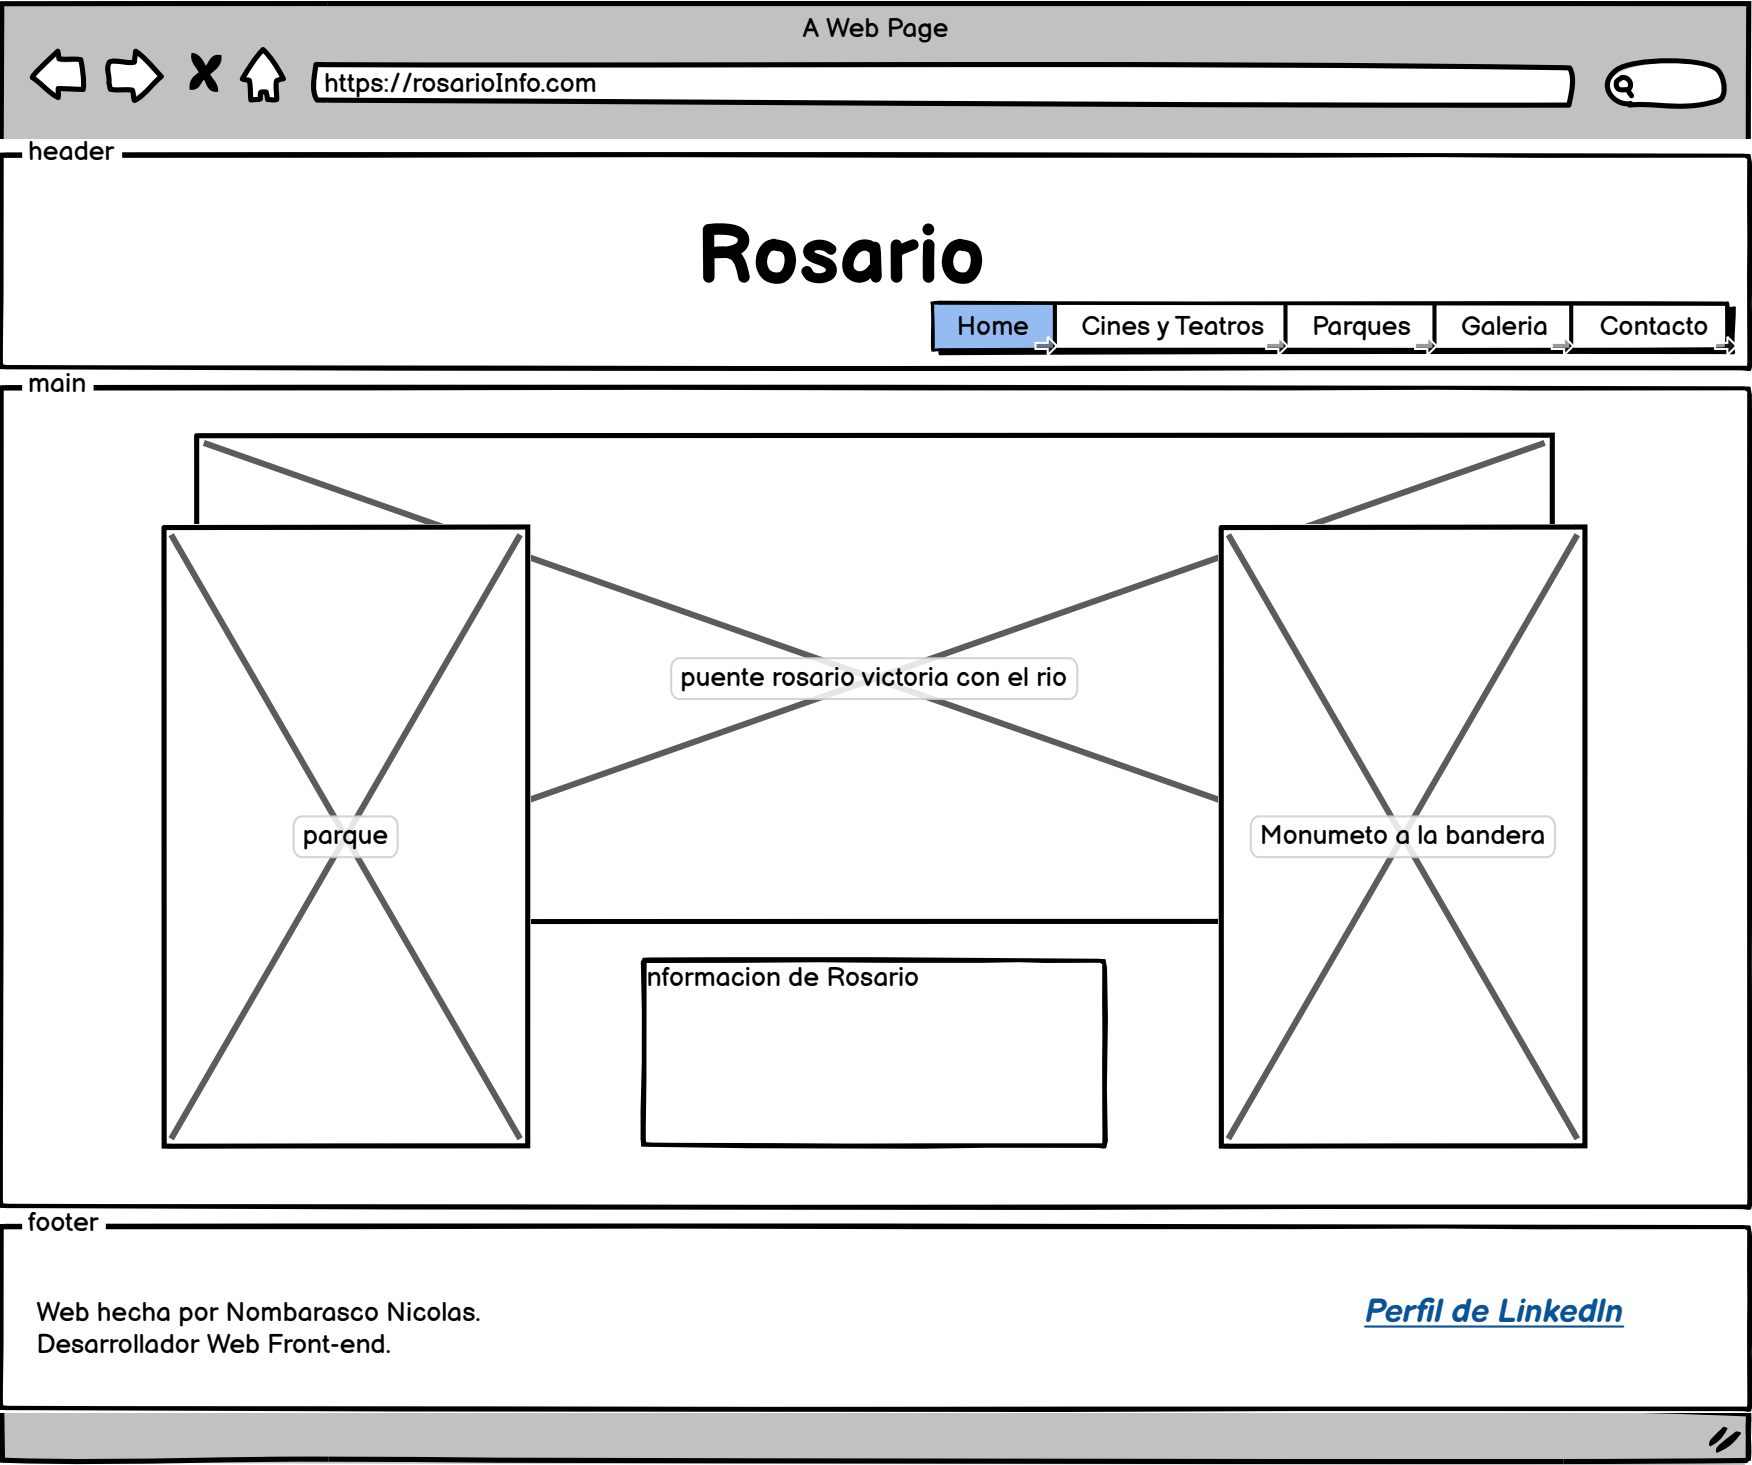 A Web Page
https://rosarioInfo.com
header
Rosario
Home Cines y Teatros Parques Galeria Contacto
main
puente rosario victoria con el rio
parque
Monumeto a la bandera
nformacion de Rosario
footer
Web hecha por Nombarasco Nicolas.
Desarrollador Web Front-end.
Perfil de LinkedIn